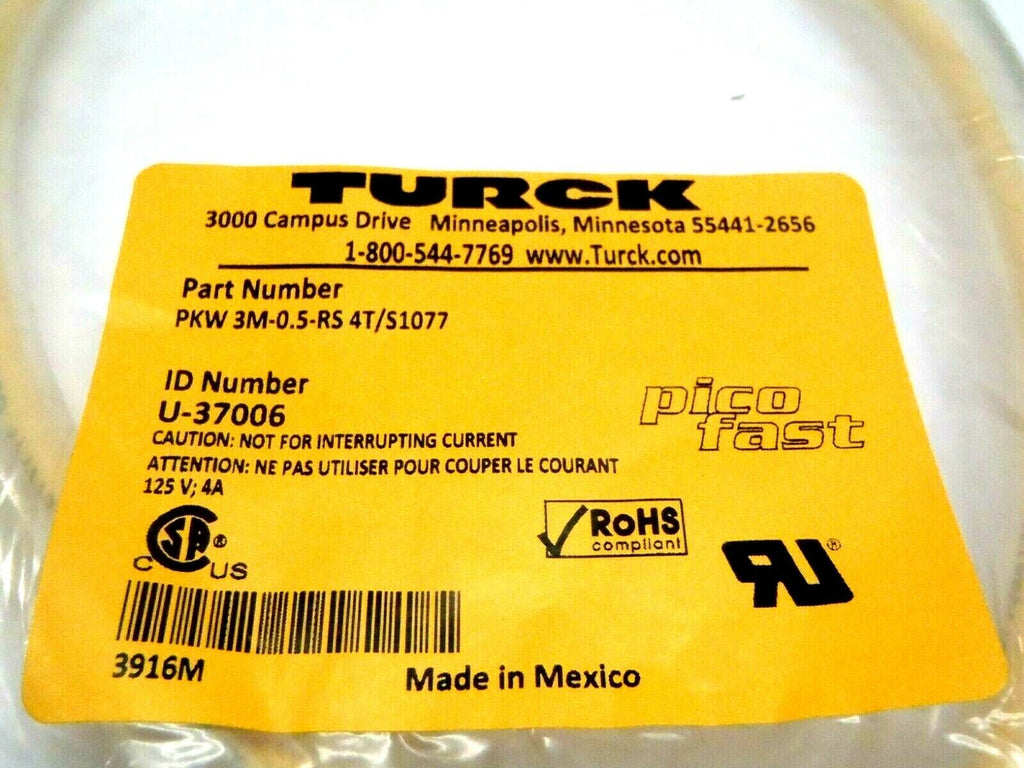 TURCK
3000 Campus Drive Minneapolis, Minnesota 55441-2656
1-800-544-7769 www.Turck.com
Part Number
PKW 3M-0.5-RS 4T/S1077
ID Number
U-37006
pico
fast
CAUTION: NOT FOR INTERRUPTING CURRENT
ATTENTION: NE PAS UTILISER POUR COUPER LE COURANT
125 V; 4A
C SA ® US
RoHS
compliant
RU ®
3916M
Made in Mexico